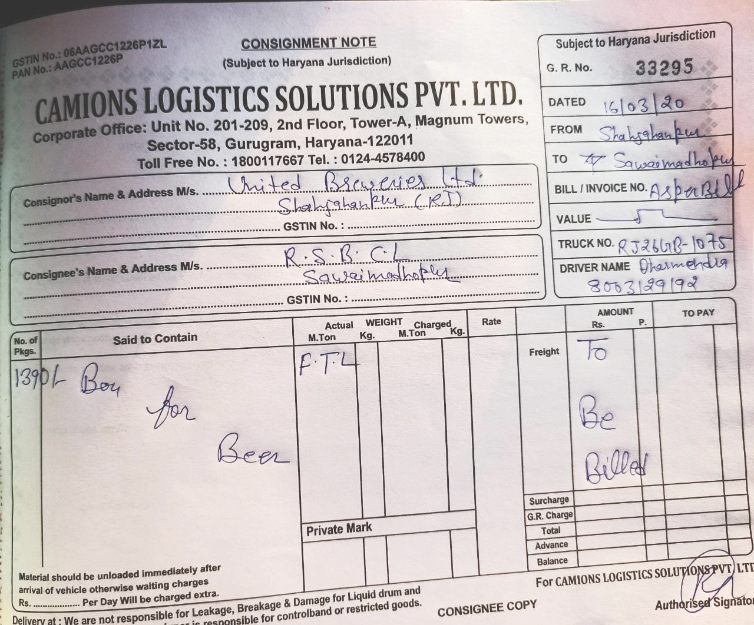 GSTIN No.: 06AAGCC1226P1ZL
PAN No.: AAGCC1226P
CONSIGNMENT NOTE
(Subject to Haryana Jurisdiction)
CAMIONS LOGISTICS SOLUTIONS PVT. LTD.
Corporate Office: Unit No. 201-209, 2nd Floor, Tower-A, Magnum Towers,
Sector-58, Gurugram, Haryana-122011
Toll Free No. : 1800117667 Tel. : 0124-4578400
Subject to Haryana Jurisdiction
G. R. No. 33295
DATED 16/03/20
FROM Shahjahanpur
TO Sawaimadhopur
BILL / INVOICE NO. As per Bill
VALUE
TRUCK NO. RJ26GB-1075
DRIVER NAME Dharmendra
8003129192
Consignor's Name & Address M/s. United Breweries Ltd.
Shahjahanpur (RJ)
GSTIN No. :
Consignee's Name & Address M/s. R.S.B.C.L
Sawaimadhopur
GSTIN No. :
No. of Pkgs. Said to Contain Actual WEIGHT Charged Rate AMOUNT TO PAY
M.Ton Kg. M.Ton Kg. Rs. P.
1390 F.T.L Freight To
for Be
Beer Billed
Surcharge
G.R. Charge
Private Mark Total
Advance
Balance
Material should be unloaded immediately after
arrival of vehicle otherwise waiting charges
Rs. Per Day Will be charged extra.
For CAMIONS LOGISTICS SOLUTIONS PVT. LTD
Delivery at : We are not responsible for Leakage, Breakage & Damage for Liquid drum and
is responsible for controlband or restricted goods.
CONSIGNEE COPY
Authorised Signator